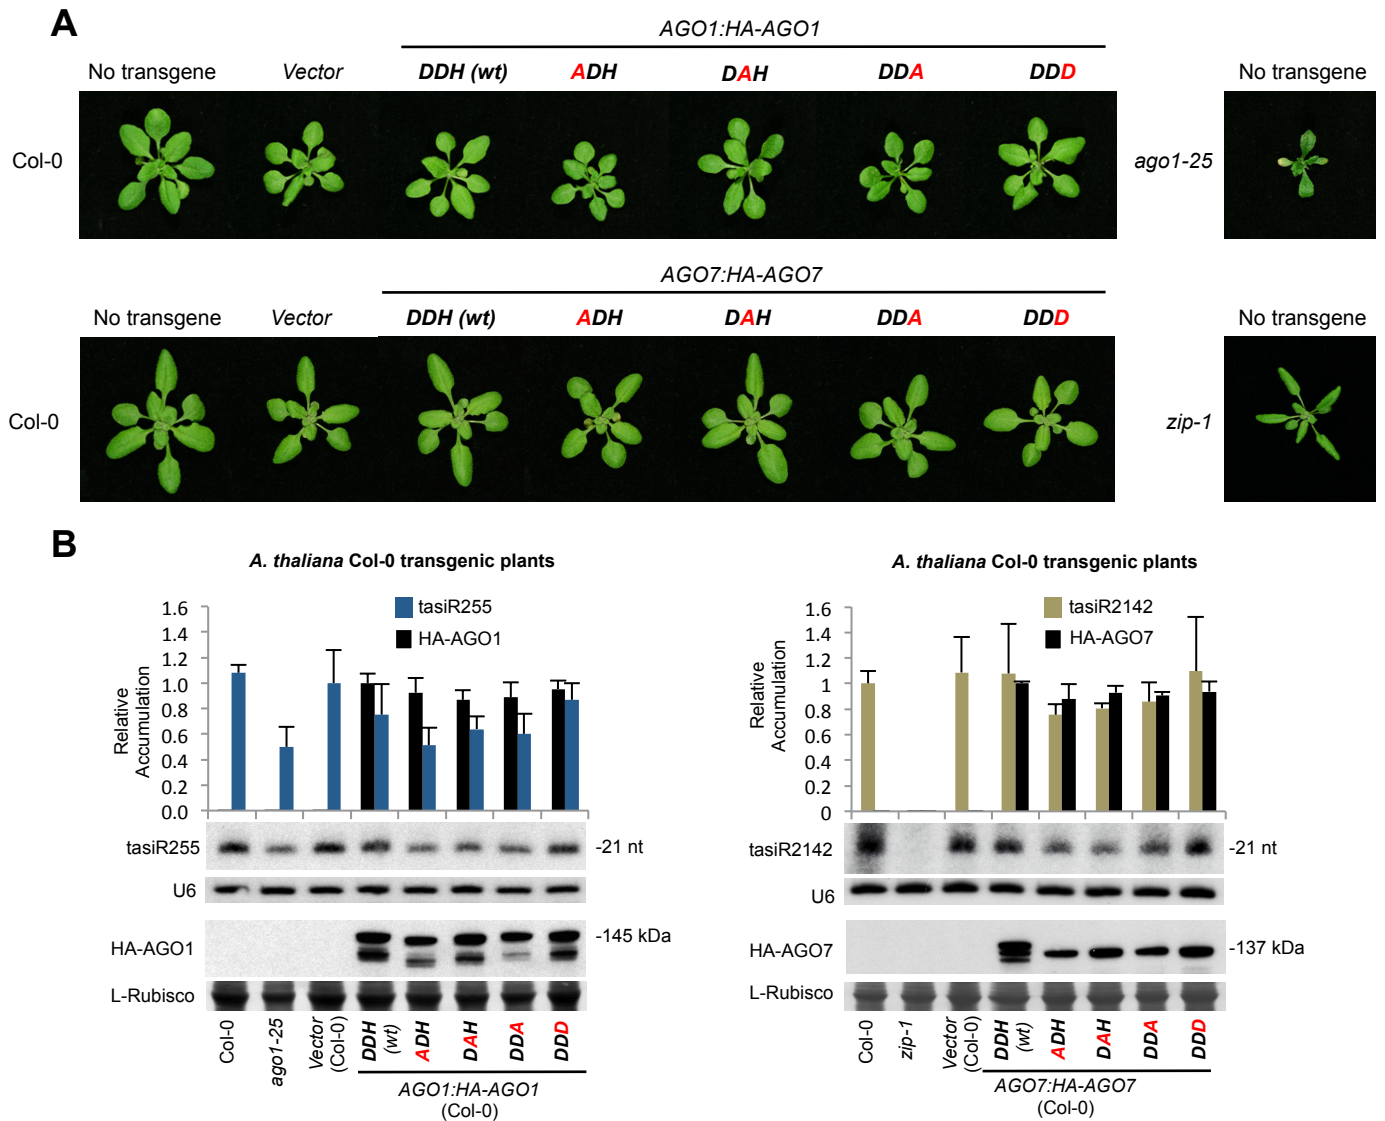 A
AGO1:HA-AGO1
No transgene Vector DDH (wt) ADH DAH DDA DDD No transgene
Col-0 ago1-25
AGO7:HA-AGO7
No transgene Vector DDH (wt) ADH DAH DDA DDD No transgene
Col-0 zip-1
B
A. thaliana Col-0 transgenic plants
tasiR255
HA-AGO1
Relative
Accumulation
1.6
1.4
1.2
1.0
0.8
0.6
0.4
0.2
0.0
tasiR255 -21 nt
U6
HA-AGO1 -145 kDa
L-Rubisco
Col-0
ago1-25
Vector
(Col-0)
DDH
(wt)
ADH
DAH
DDA
DDD
AGO1:HA-AGO1
(Col-0)
A. thaliana Col-0 transgenic plants
tasiR2142
HA-AGO7
Relative
Accumulation
1.6
1.4
1.2
1.0
0.8
0.6
0.4
0.2
0
tasiR2142 -21 nt
U6
HA-AGO7 -137 kDa
L-Rubisco
Col-0
zip-1
Vector
(Col-0)
DDH
(wt)
ADH
DAH
DDA
DDD
AGO7:HA-AGO7
(Col-0)